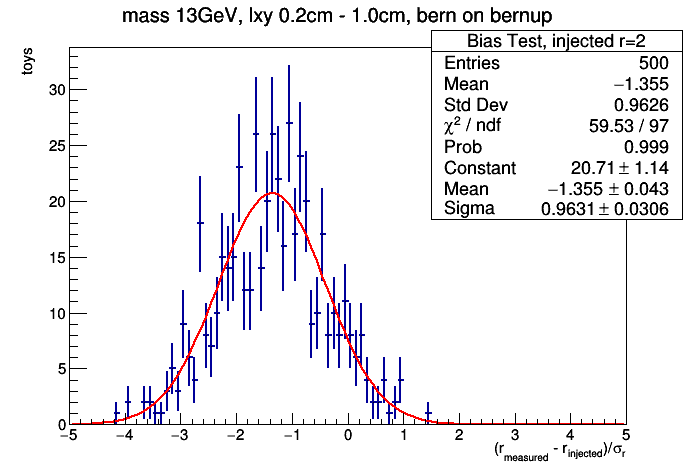 mass 13GeV, lxy 0.2cm - 1.0cm, bern on bernup
Bias Test, injected r=2
Entries 500
Mean −1.355
Std Dev 0.9626
χ² / ndf 59.53 / 97
Prob 0.999
Constant 20.71 ± 1.14
Mean −1.355 ± 0.043
Sigma 0.9631 ± 0.0306
toys
30
25
20
15
10
5
0
−5 −4 −3 −2 −1 0 1 2 3 4 5
(r_measured - r_injected)/σ_r